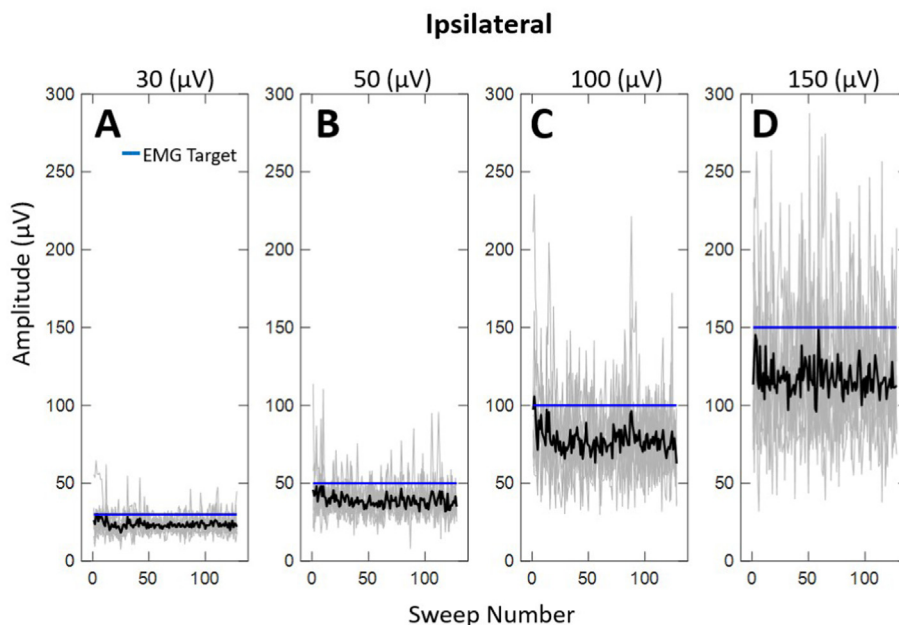 Ipsilateral
30 (μV) 50 (μV) 100 (μV) 150 (μV)
A B C D
EMG Target
Amplitude (μV)
300 300 300 300
250 250 250 250
200 200 200 200
150 150 150 150
100 100 100 100
50 50 50 50
0 0 0 0
0 50 100 0 50 100 0 50 100 0 50 100
Sweep Number